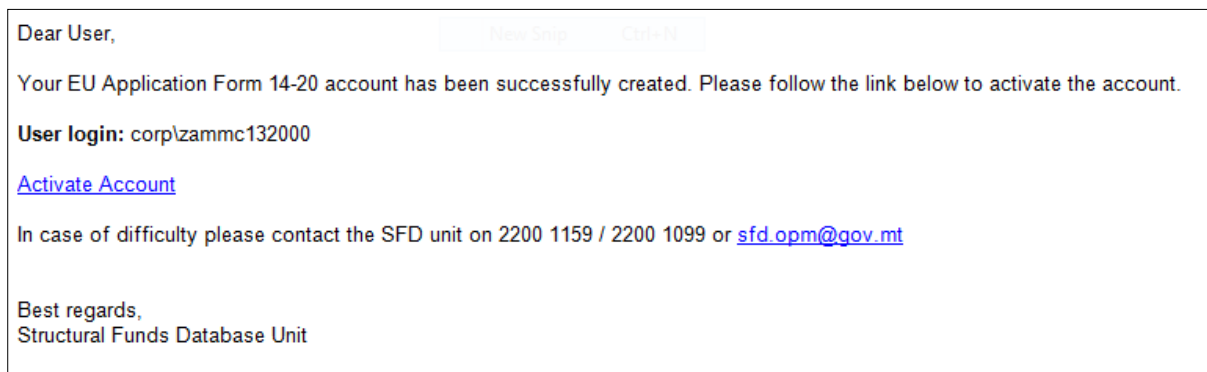 Dear User,
New Snip Ctrl+N
Your EU Application Form 14-20 account has been successfully created. Please follow the link below to activate the account.
User login: corp\zammc132000
Activate Account
In case of difficulty please contact the SFD unit on 2200 1159 / 2200 1099 or sfd.opm@gov.mt
Best regards,
Structural Funds Database Unit